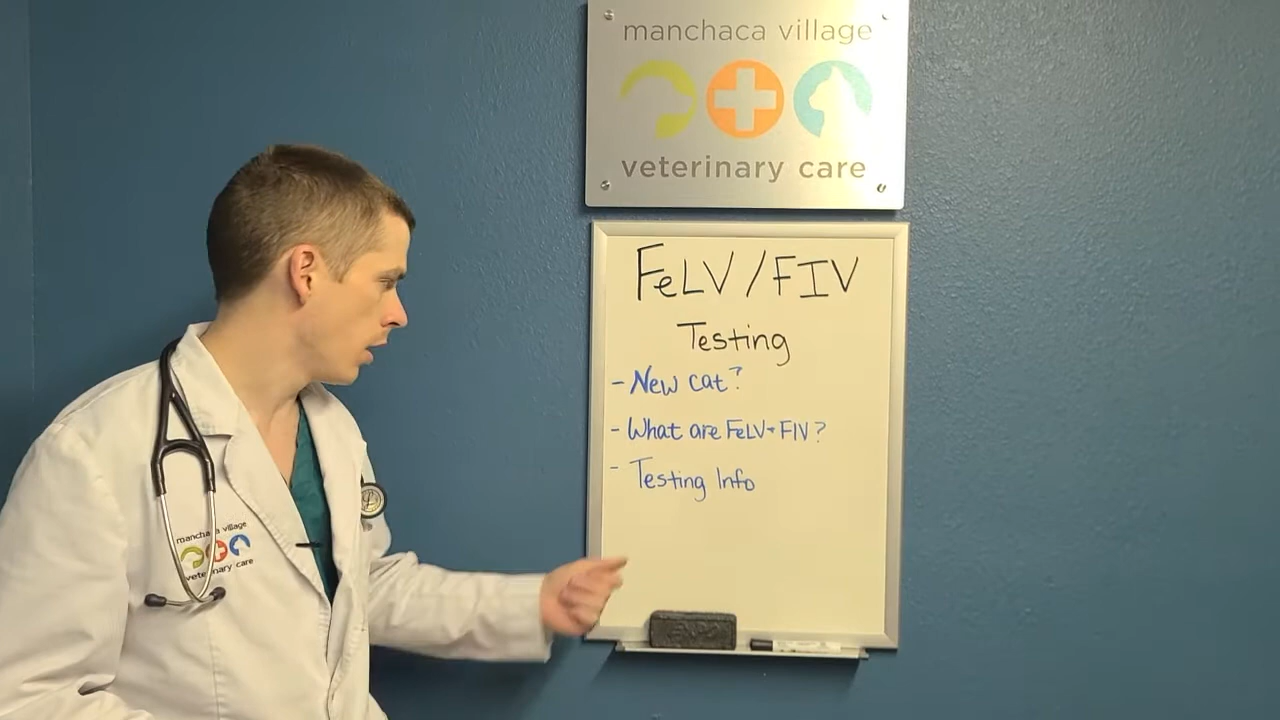 manchaca village
veterinary care
FeLV/FIV
Testing
- New cat?
- What are FeLV + FIV?
- Testing Info
manchaca village
veterinary care